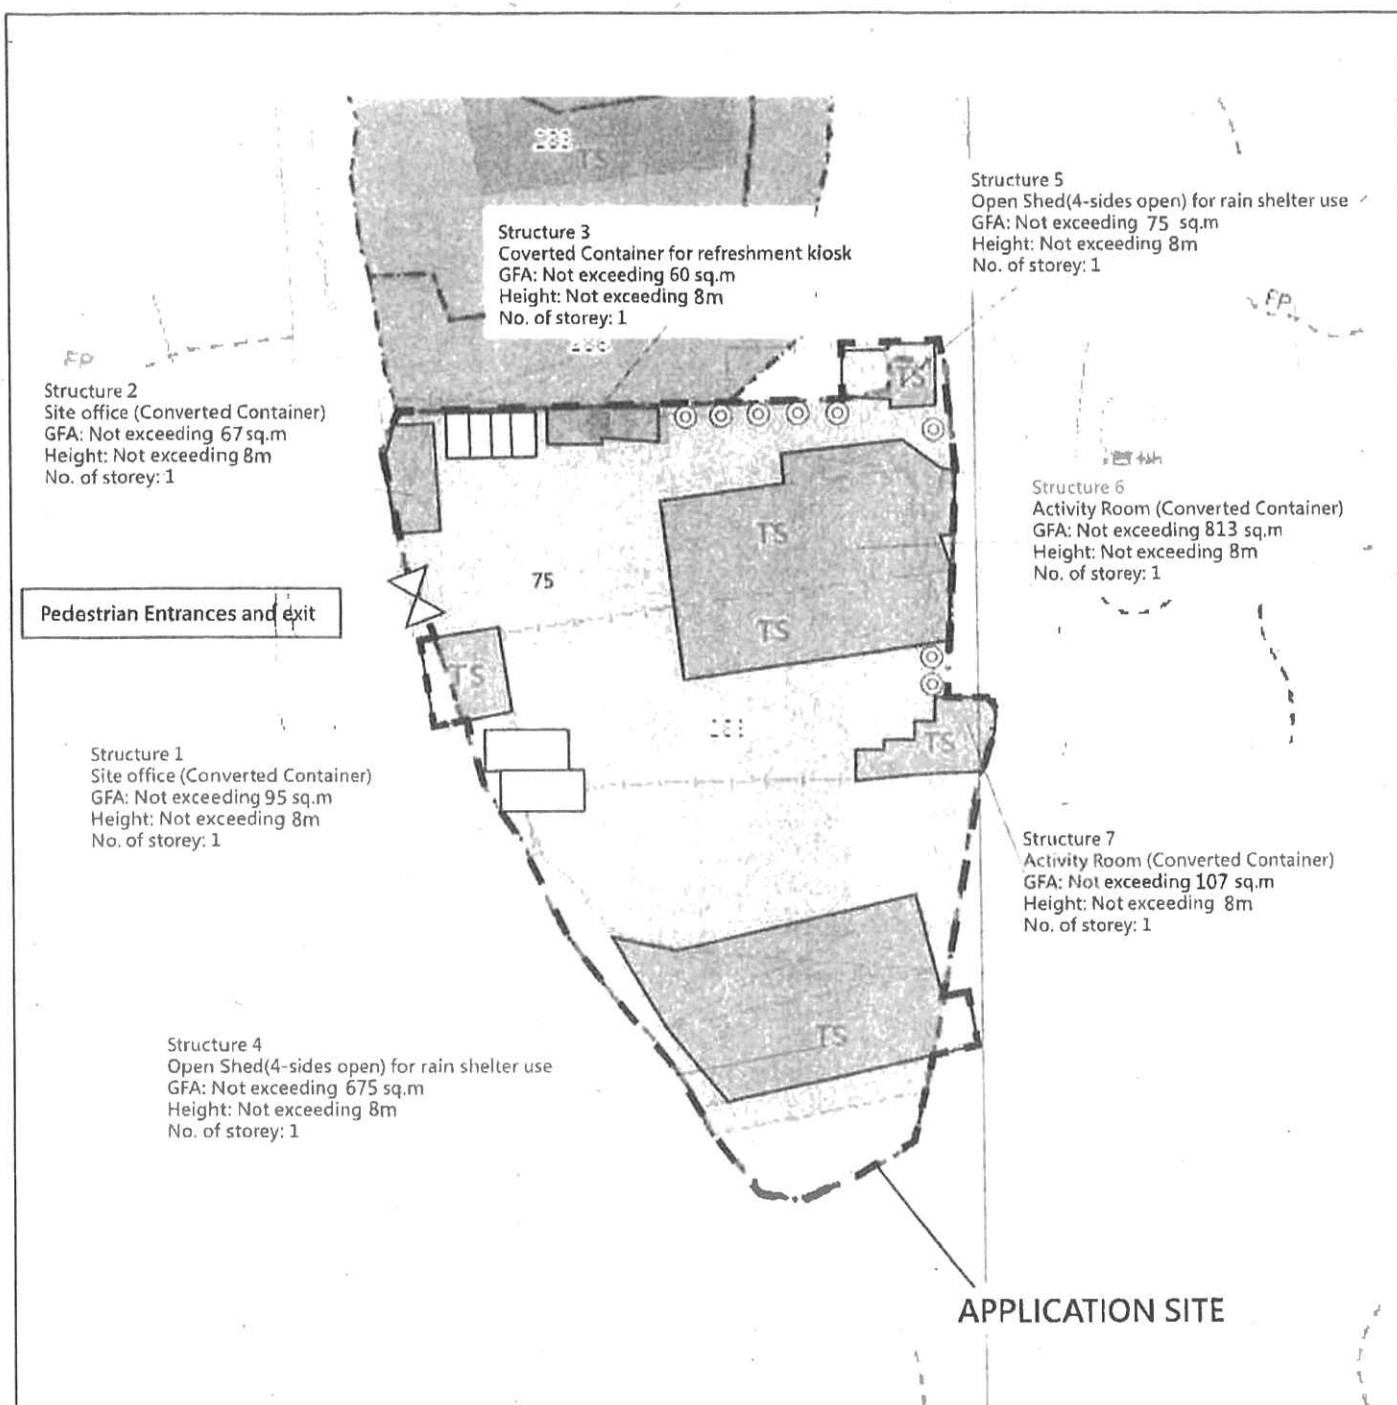 TS
Structure 5
Open Shed(4-sides open) for rain shelter use
GFA: Not exceeding 75 sq.m
Height: Not exceeding 8m
No. of storey: 1
Structure 3
Coverted Container for refreshment kiosk
GFA: Not exceeding 60 sq.m
Height: Not exceeding 8m
No. of storey: 1
FP
FP
TS
Structure 2
Site office (Converted Container)
GFA: Not exceeding 67 sq.m
Height: Not exceeding 8m
No. of storey: 1
Structure 6
Activity Room (Converted Container)
GFA: Not exceeding 813 sq.m
Height: Not exceeding 8m
No. of storey: 1
TS
75
Pedestrian Entrances and exit
TS
TS
TS
Structure 1
Site office (Converted Container)
GFA: Not exceeding 95 sq.m
Height: Not exceeding 8m
No. of storey: 1
Structure 7
Activity Room (Converted Container)
GFA: Not exceeding 107 sq.m
Height: Not exceeding 8m
No. of storey: 1
TS
Structure 4
Open Shed(4-sides open) for rain shelter use
GFA: Not exceeding 675 sq.m
Height: Not exceeding 8m
No. of storey: 1
APPLICATION SITE